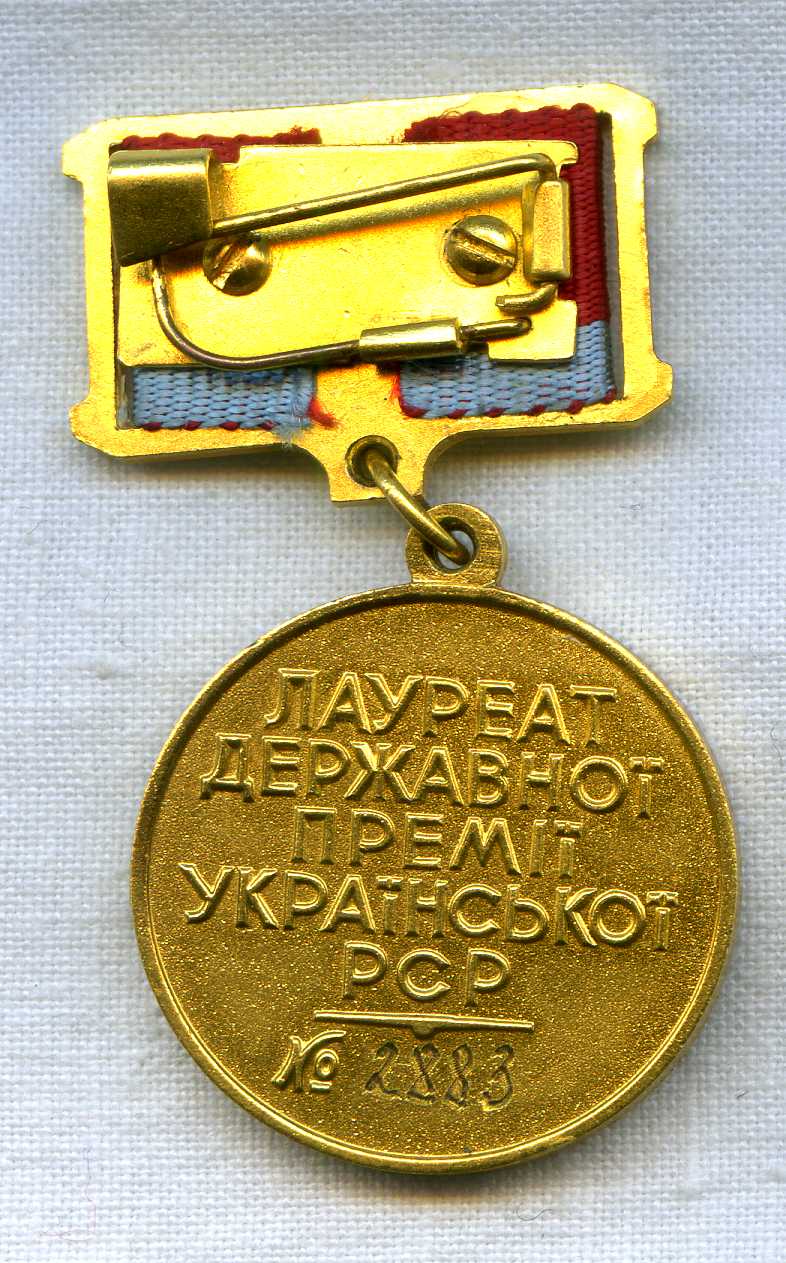 ЛАУРЕАТ
ДЕРЖАВНОЇ
ПРЕМІЇ
УКРАЇНСЬКОЇ
РСР
№ 2883